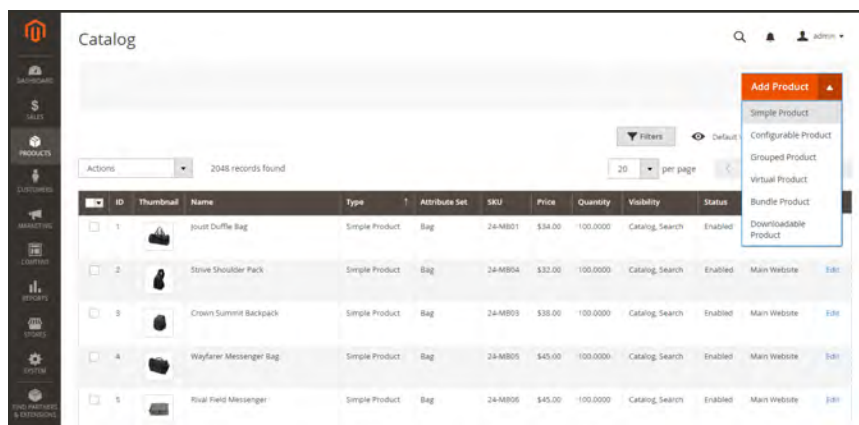 Catalog
admin
DASHBOARD
SALES
PRODUCTS
CUSTOMERS
MARKETING
CONTENT
REPORTS
STORES
SYSTEM
FIND PARTNERS
& EXTENSIONS
Add Product
Simple Product
Configurable Product
Grouped Product
Virtual Product
Bundle Product
Downloadable
Product
Filters
Default
Actions
2048 records found
20 per page
ID Thumbnail Name Type ↑ Attribute Set SKU Price Quantity Visibility Status
1 Joust Duffle Bag Simple Product Bag 24-MB01 $34.00 100.0000 Catalog, Search Enabled
2 Strive Shoulder Pack Simple Product Bag 24-MB04 $32.00 100.0000 Catalog, Search Enabled Main Website Edit
3 Crown Summit Backpack Simple Product Bag 24-MB03 $38.00 100.0000 Catalog, Search Enabled Main Website Edit
4 Wayfarer Messenger Bag Simple Product Bag 24-MB05 $45.00 100.0000 Catalog, Search Enabled Main Website Edit
5 Rival Field Messenger Simple Product Bag 24-MB06 $45.00 100.0000 Catalog, Search Enabled Main Website Edit